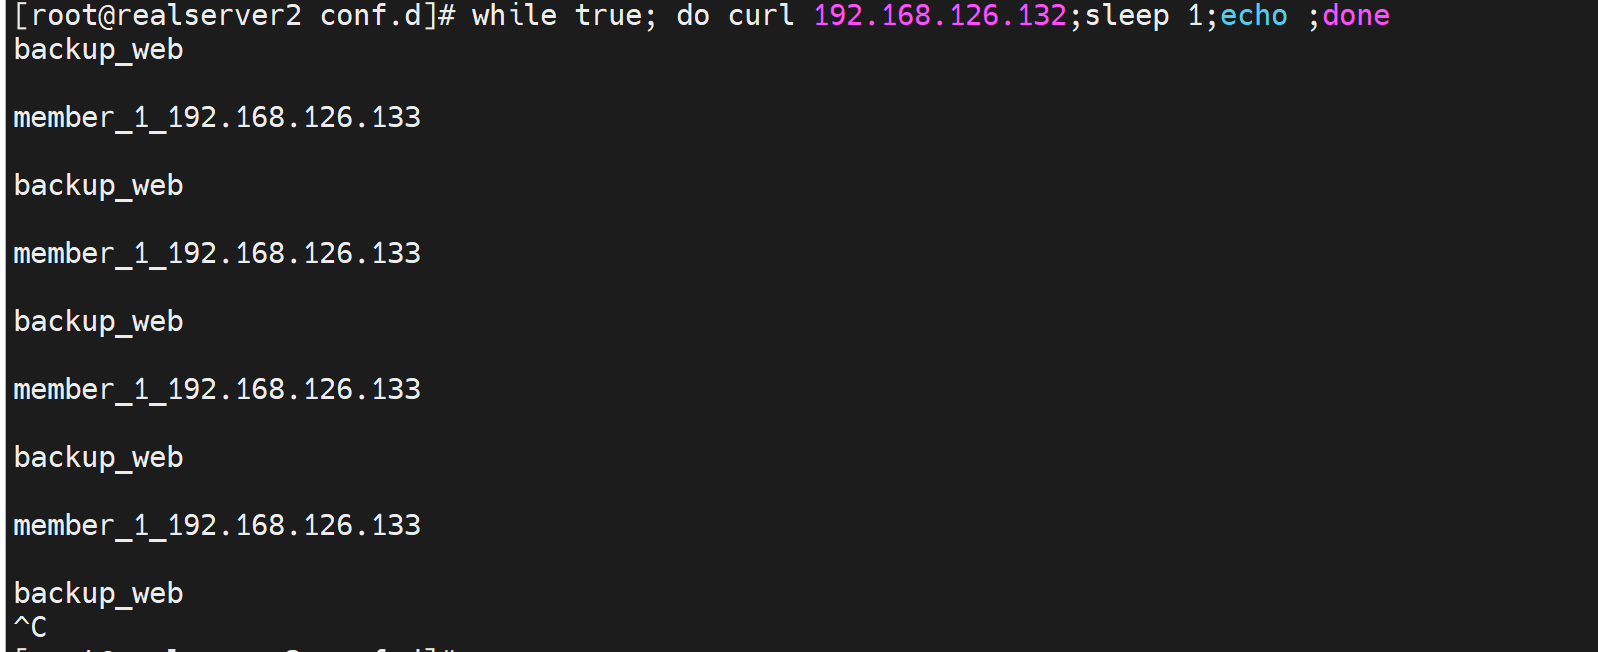 [root@realserver2 conf.d]# while true; do curl 192.168.126.132;sleep 1;echo ;done
backup_web
member_1_192.168.126.133
backup_web
member_1_192.168.126.133
backup_web
member_1_192.168.126.133
backup_web
member_1_192.168.126.133
backup_web
^C